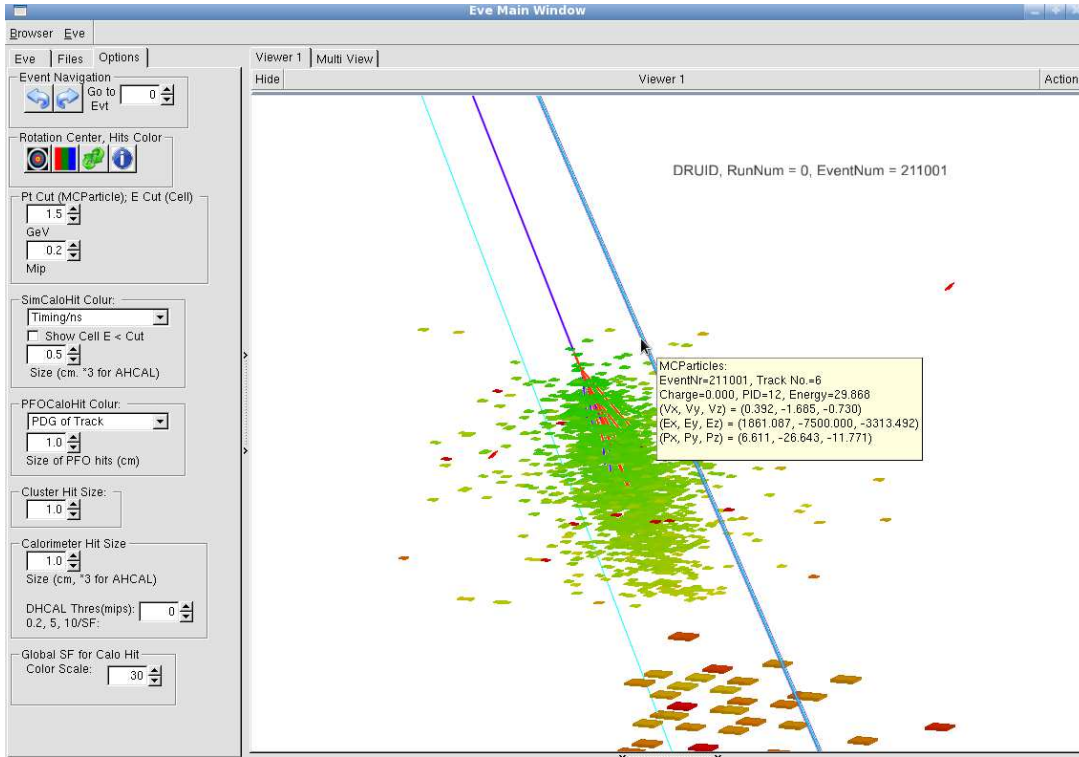 Eve Main Window
Browser Eve
Eve Files Options
Viewer 1 Multi View
Hide Viewer 1 Action
Event Navigation
Go to Evt 0
Rotation Center, Hits Color
Pt Cut (MCParticle); E Cut (Cell)
1.5
GeV
0.2
Mip
SimCaloHit Colur:
Timing/ns
Show Cell E < Cut
0.5
Size (cm. *3 for AHCAL)
PFOCaloHit Colur:
PDG of Track
1.0
Size of PFO hits (cm)
Cluster Hit Size:
1.0
Calorimeter Hit Size
1.0
Size (cm, *3 for AHCAL)
DHCAL Thres(mips): 0
0.2, 5, 10/SF:
Global SF for Calo Hit
Color Scale: 30
DRUID, RunNum = 0, EventNum = 211001
MCParticles:
EventNr=211001, Track No.=6
Charge=0.000, PID=12, Energy=29.868
(Vx, Vy, Vz) = (0.392, -1.685, -0.730)
(Ex, Ey, Ez) = (1861.087, -7500.000, -3313.492)
(Px, Py, Pz) = (6.611, -26.643, -11.771)